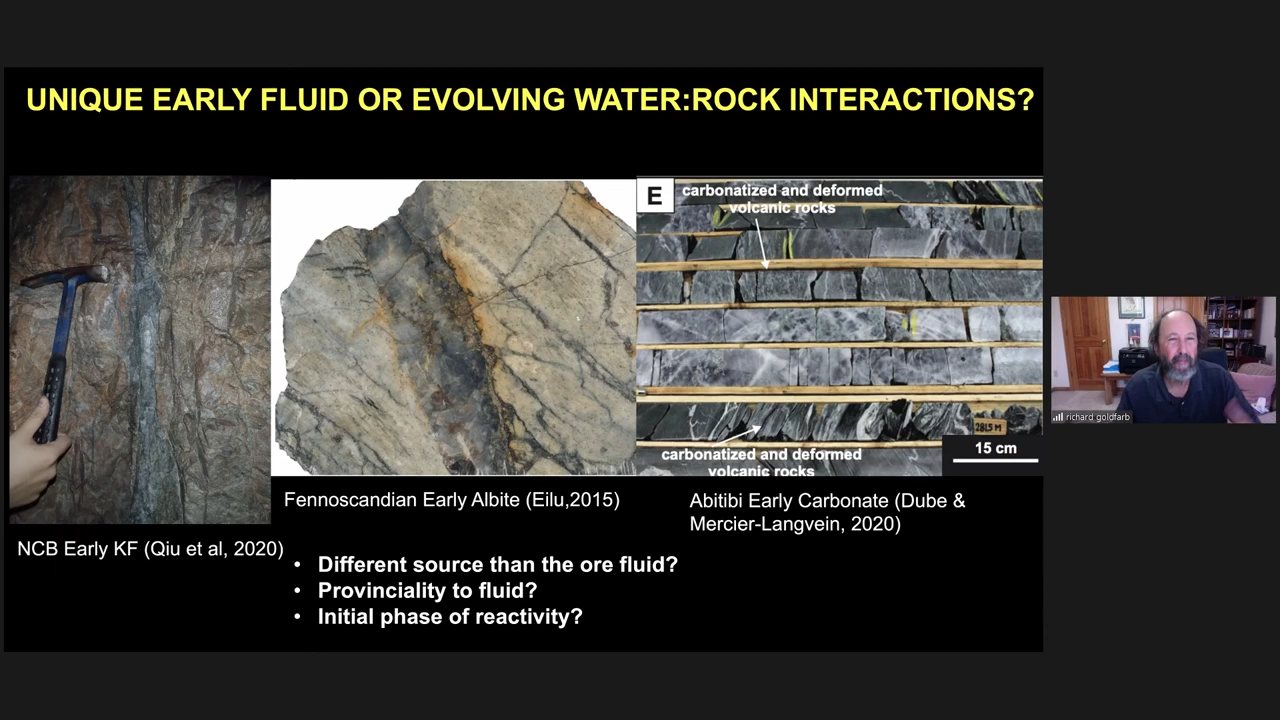 UNIQUE EARLY FLUID OR EVOLVING WATER:ROCK INTERACTIONS?
E
carbonatized and deformed
volcanic rocks
2815 M
carbonatized and deformed
volcanic rocks
15 cm
NCB Early KF (Qiu et al, 2020)
Fennoscandian Early Albite (Eilu,2015)
Abitibi Early Carbonate (Dube &
Mercier-Langvein, 2020)
• Different source than the ore fluid?
• Provinciality to fluid?
• Initial phase of reactivity?
richard goldfarb